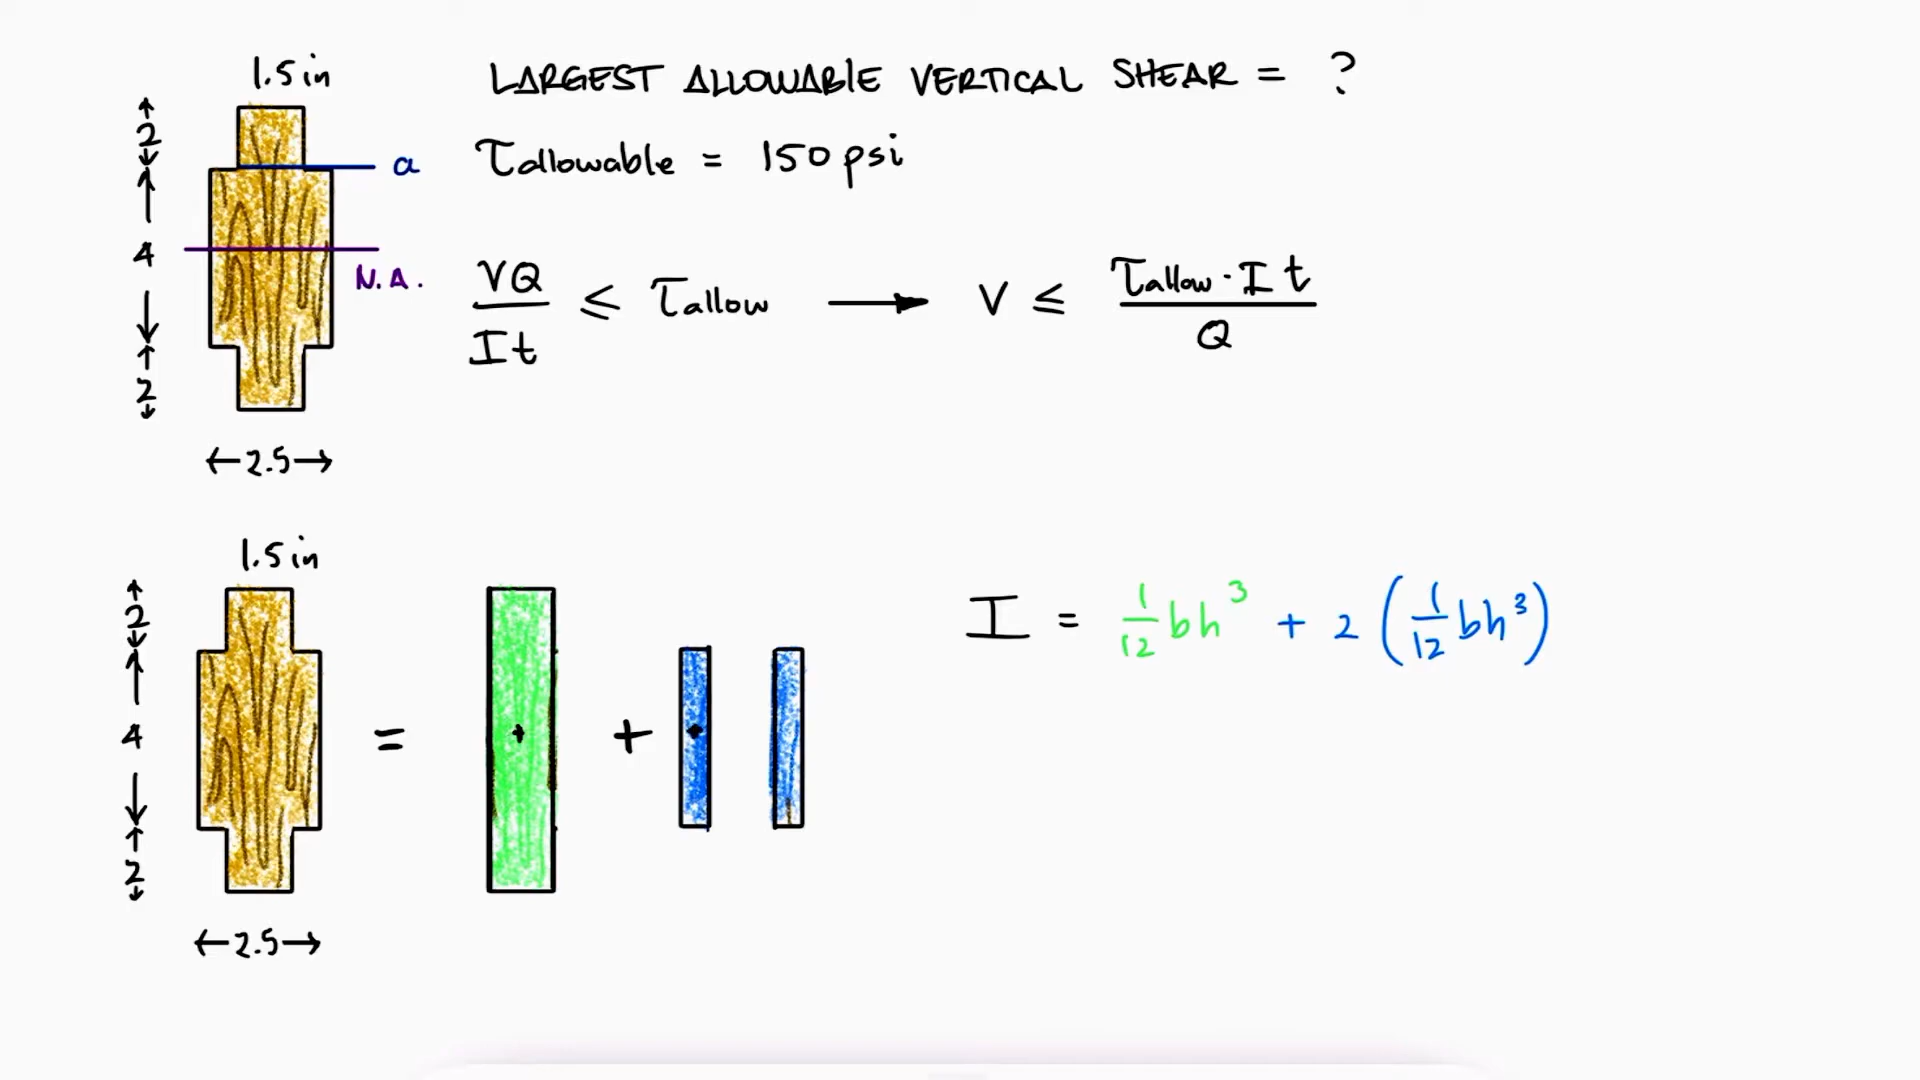 1.5 in
LARGEST ALLOWABLE VERTICAL SHEAR = ?
2
a
τallowable = 150 psi
4
N.A.
VQ/It ≤ τallow → V ≤ τallow · I t/Q
2
←2.5→
1.5 in
2
I = 1/12 bh³ + 2 (1/12 bh³)
4
= +
2
←2.5→